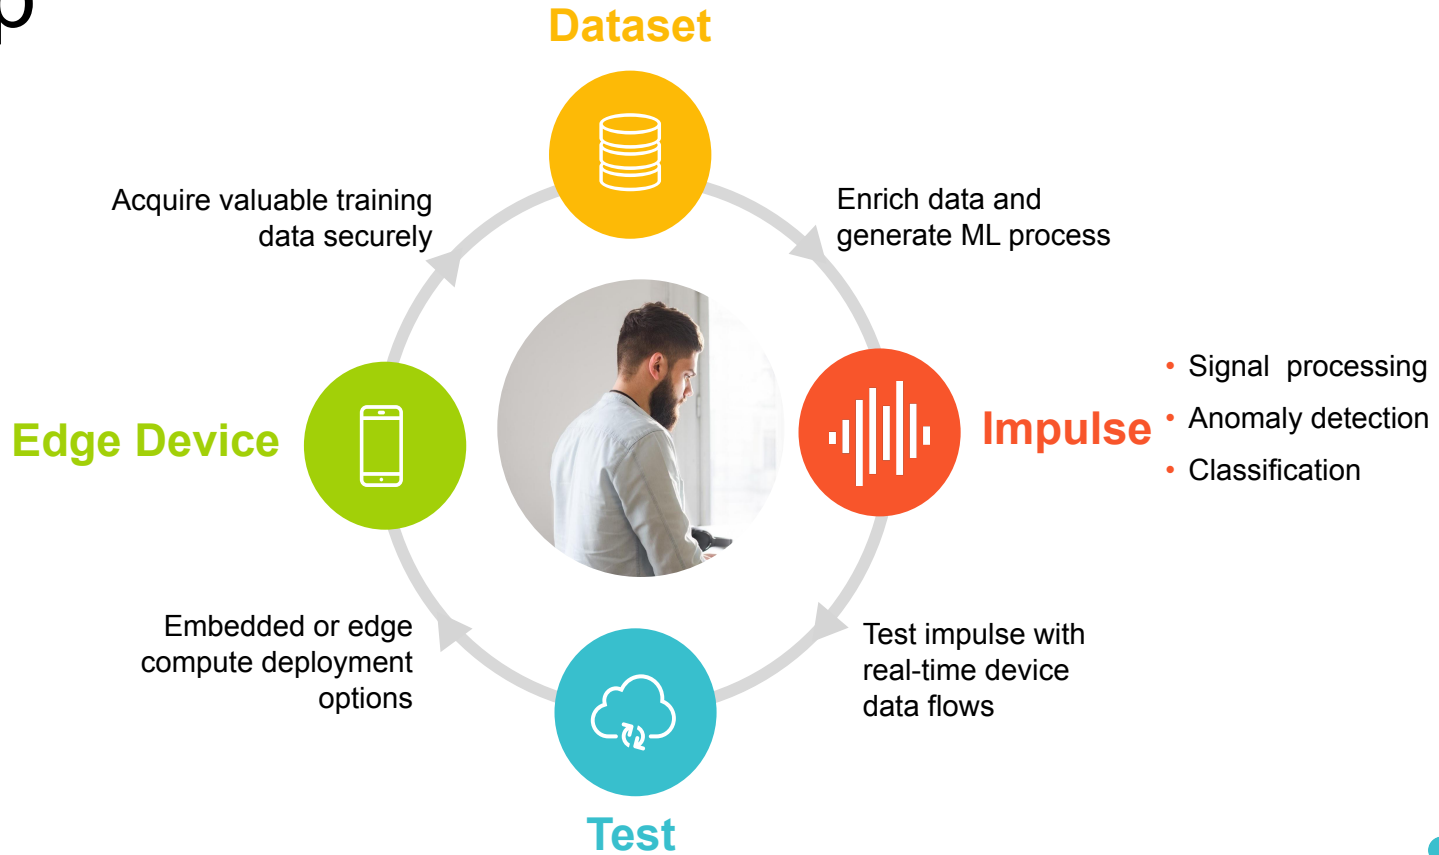 Dataset
Acquire valuable training
data securely
Enrich data and
generate ML process
Edge Device
Impulse
• Signal processing
• Anomaly detection
• Classification
Embedded or edge
compute deployment
options
Test impulse with
real-time device
data flows
Test